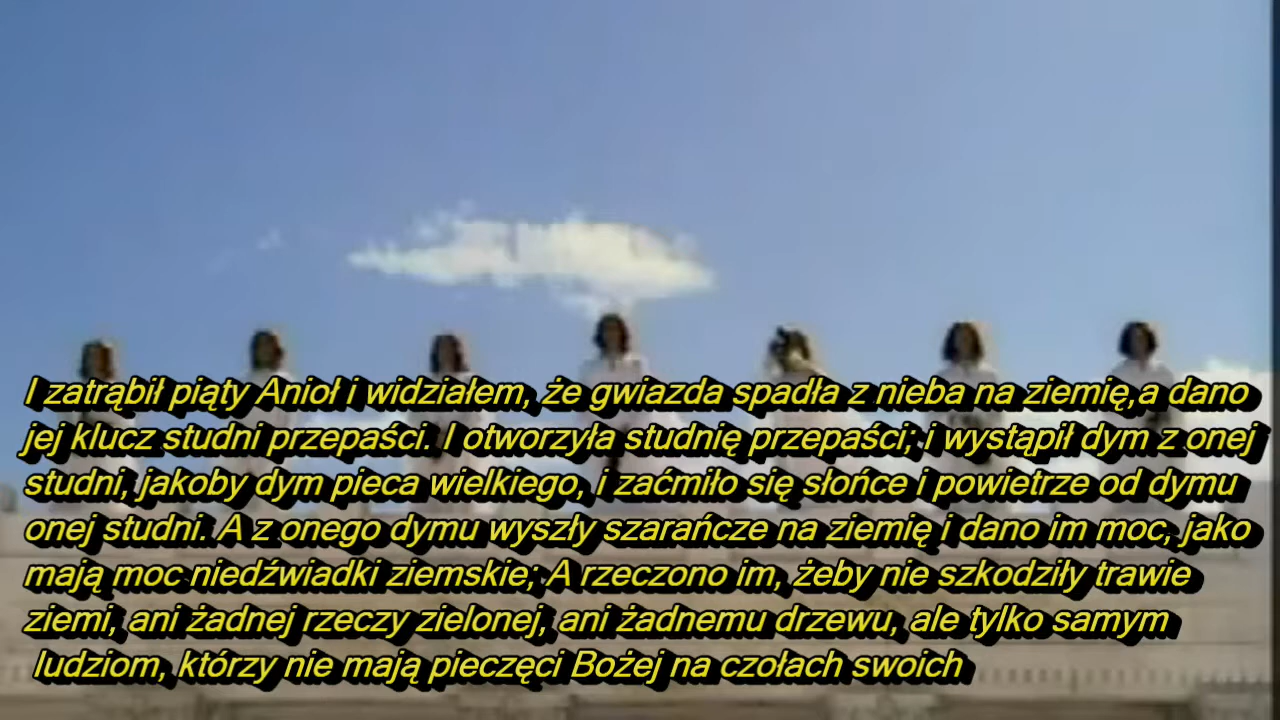 I zatrąbił piąty Anioł i widziałem, że gwiazda spadła z nieba na ziemię,a dano
jej klucz studni przepaści. I otworzyła studnię przepaści; i wystąpił dym z onej
studni, jakoby dym pieca wielkiego, i zaćmiło się słońce i powietrze od dymu
onej studni. A z onego dymu wyszły szarańcze na ziemię i dano im moc, jako
mają moc niedźwiadki ziemskie; A rzeczono im, żeby nie szkodziły trawie
ziemi, ani żadnej rzeczy zielonej, ani żadnemu drzewu, ale tylko samym
ludziom, którzy nie mają pieczęci Bożej na czołach swoich